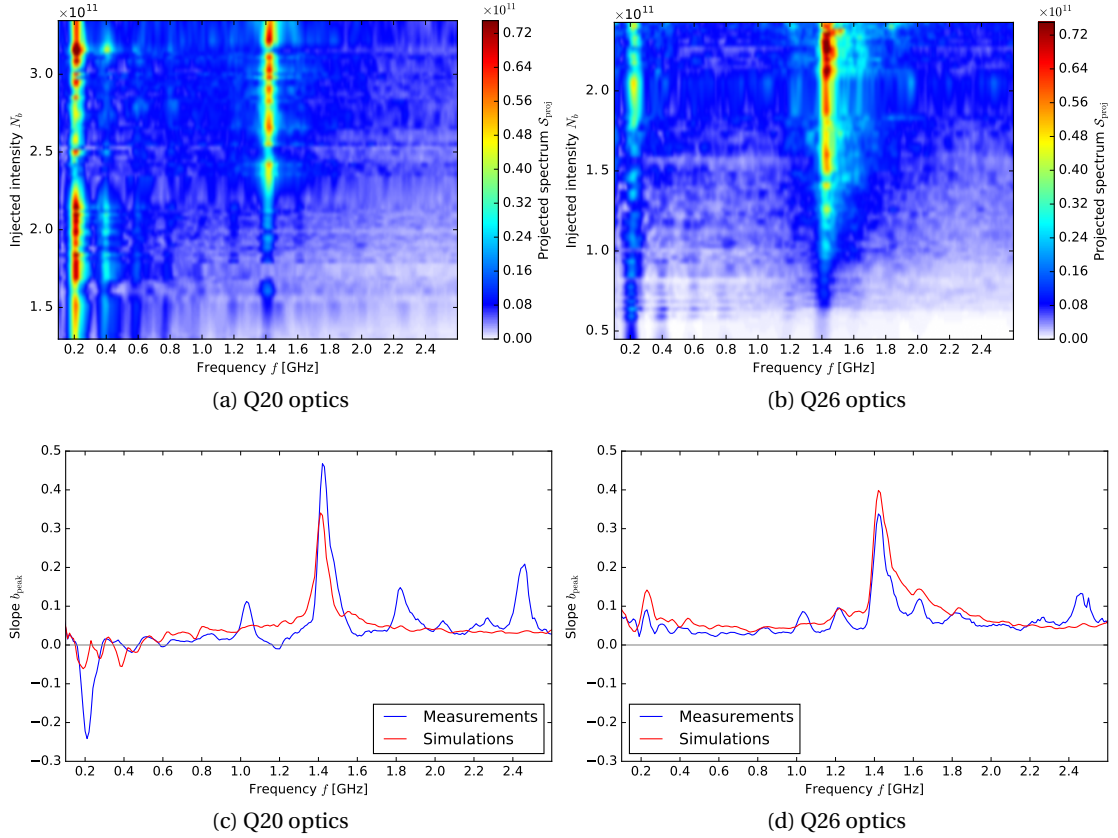 ×10¹¹
×10¹¹
×10¹¹
×10¹¹
3.0
2.5
2.0
1.5
Injected intensity N_b
0.2 0.4 0.6 0.8 1.0 1.2 1.4 1.6 1.8 2.0 2.2 2.4
Frequency f [GHz]
0.72
0.64
0.56
0.48
0.40
0.32
0.24
0.16
0.08
0.00
Projected spectrum S_proj
(a) Q20 optics
2.0
1.5
1.0
0.5
Injected intensity N_b
0.2 0.4 0.6 0.8 1.0 1.2 1.4 1.6 1.8 2.0 2.2 2.4
Frequency f [GHz]
0.72
0.64
0.56
0.48
0.40
0.32
0.24
0.16
0.08
0.00
Projected spectrum S_proj
(b) Q26 optics
0.5
0.4
0.3
0.2
0.1
0.0
−0.1
−0.2
−0.3
Slope b_peak
Measurements
Simulations
0.2 0.4 0.6 0.8 1.0 1.2 1.4 1.6 1.8 2.0 2.2 2.4
Frequency f [GHz]
(c) Q20 optics
0.5
0.4
0.3
0.2
0.1
0.0
−0.1
−0.2
−0.3
Slope b_peak
Measurements
Simulations
0.2 0.4 0.6 0.8 1.0 1.2 1.4 1.6 1.8 2.0 2.2 2.4
Frequency f [GHz]
(d) Q26 optics